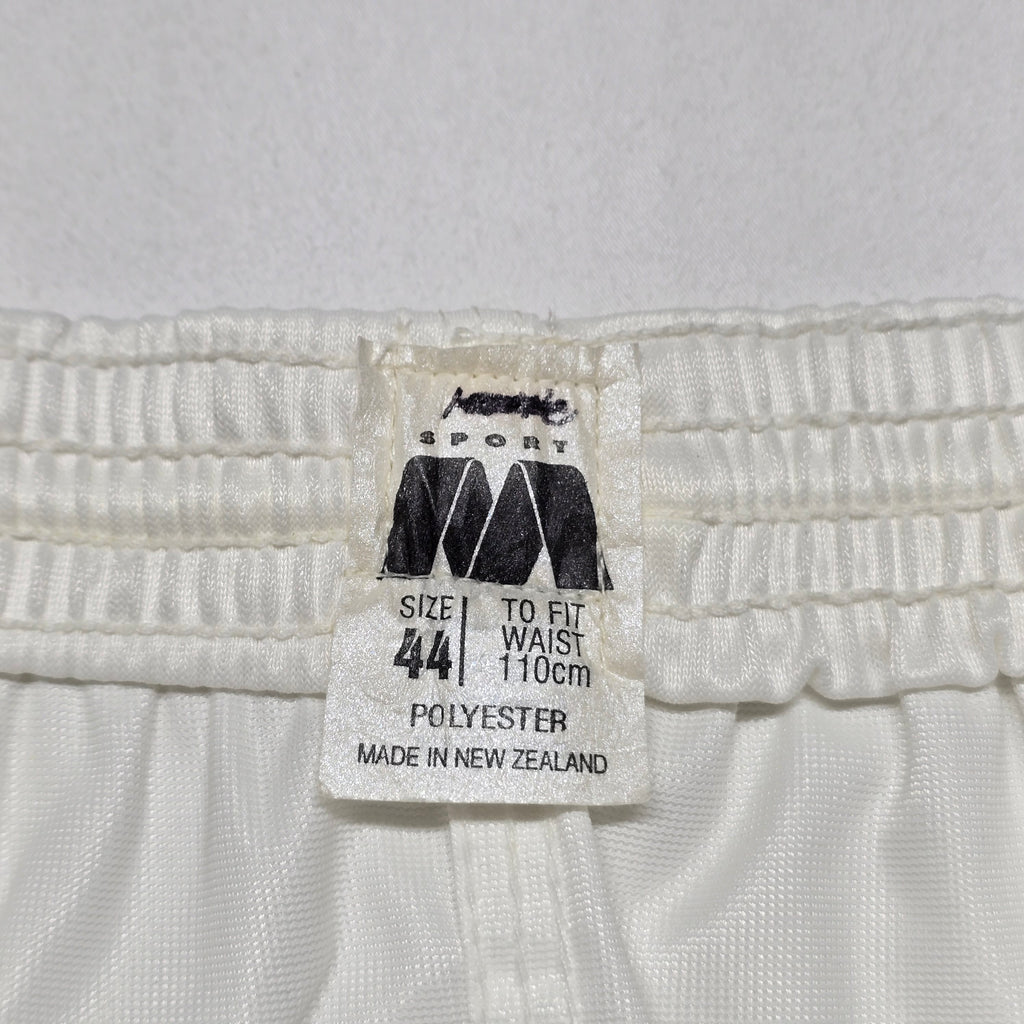 SPORT
SIZE
44
TO FIT
WAIST
110cm
POLYESTER
MADE IN NEW ZEALAND